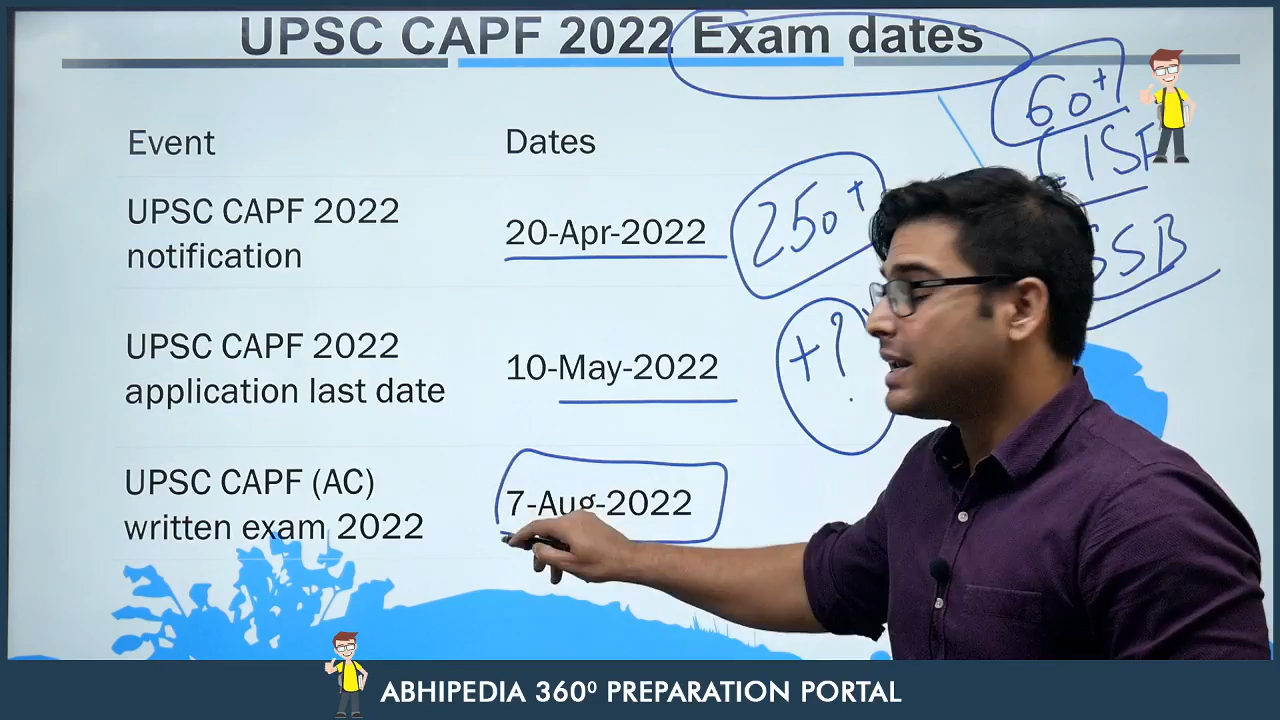 UPSC CAPF 2022 Exam dates
Event Dates
UPSC CAPF 2022
notification
20-Apr-2022
UPSC CAPF 2022
application last date
10-May-2022
UPSC CAPF (AC)
written exam 2022
7-Aug-2022
60+
CISF
SSB
250+
+?
ABHIPEDIA 360⁰ PREPARATION PORTAL